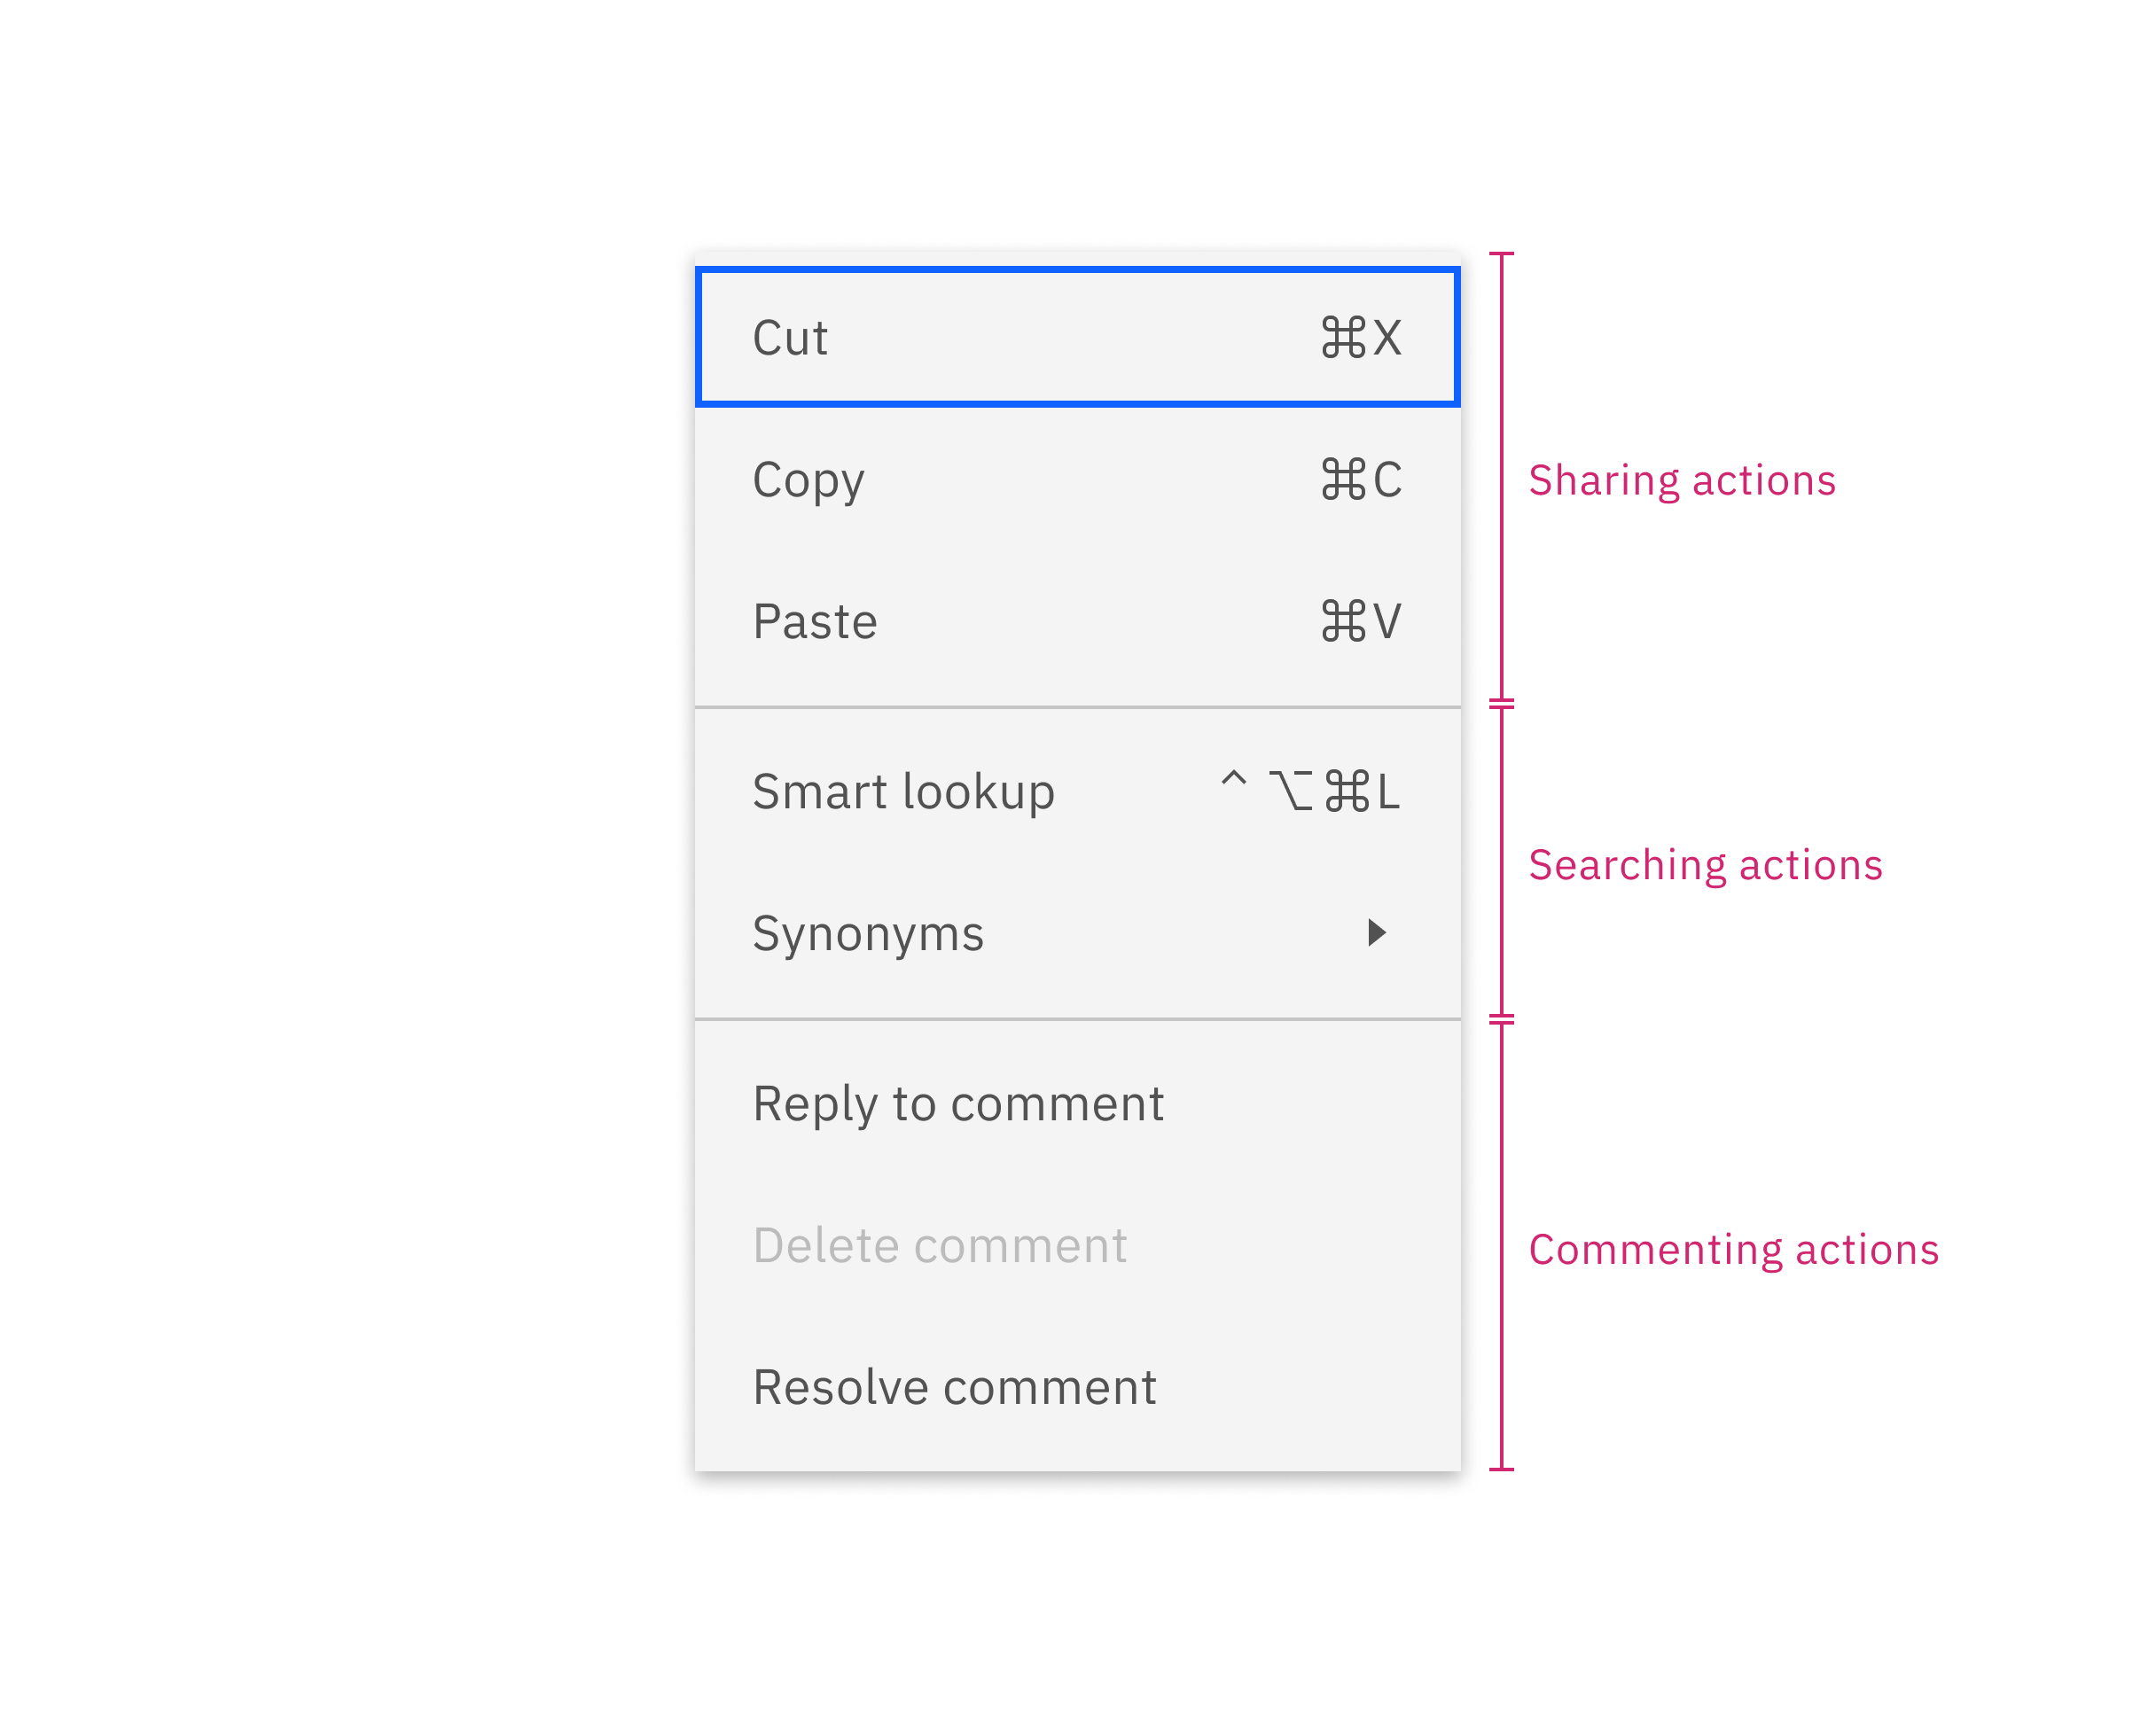 Cut ⌘X
Copy ⌘C
Sharing actions
Paste ⌘V
Smart lookup ⌃⌥⌘L
Searching actions
Synonyms
Reply to comment
Delete comment
Commenting actions
Resolve comment